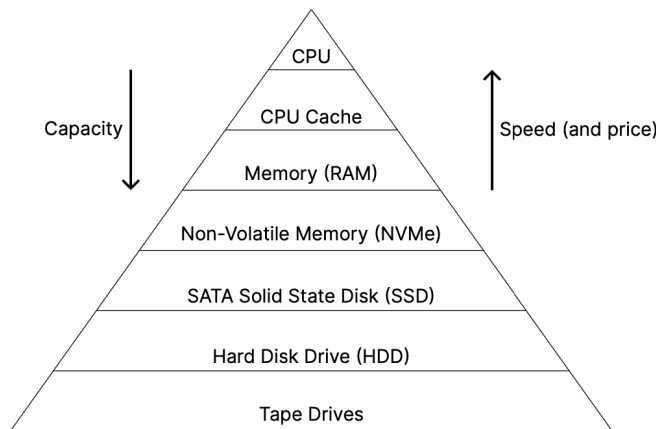 CPU
CPU Cache
Capacity
Speed (and price)
Memory (RAM)
Non-Volatile Memory (NVMe)
SATA Solid State Disk (SSD)
Hard Disk Drive (HDD)
Tape Drives